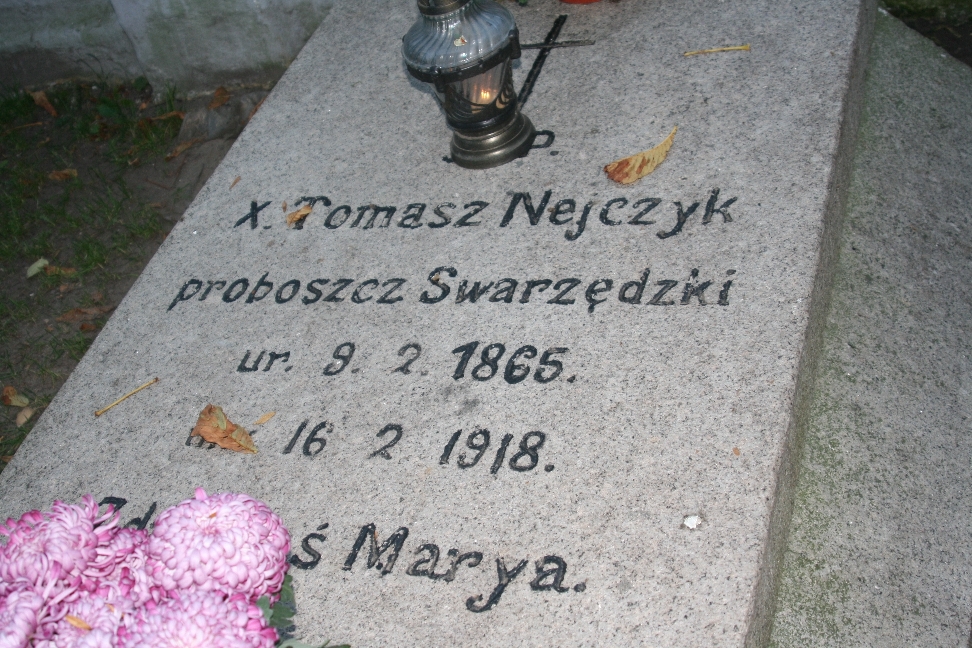 x. Tomasz Nejczyk
proboszcz Swarzędzki
ur. 9. 2. 1865.
16 2 1918.
Marya.